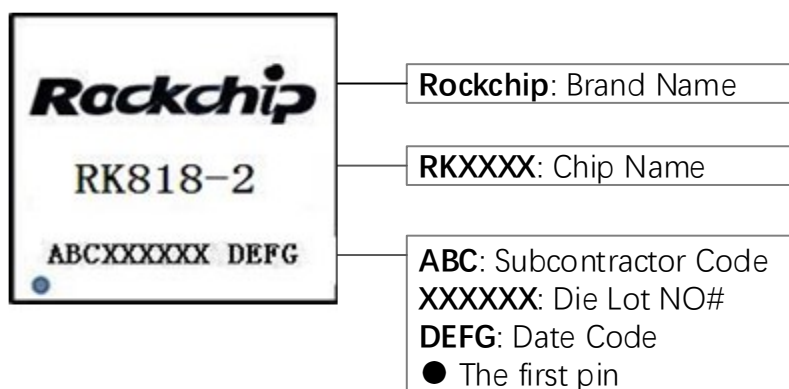 Rockchip
RK818-2
ABCXXXXXX DEFG
Rockchip: Brand Name
RKXXXX: Chip Name
ABC: Subcontractor Code
XXXXXX: Die Lot NO#
DEFG: Date Code
● The first pin